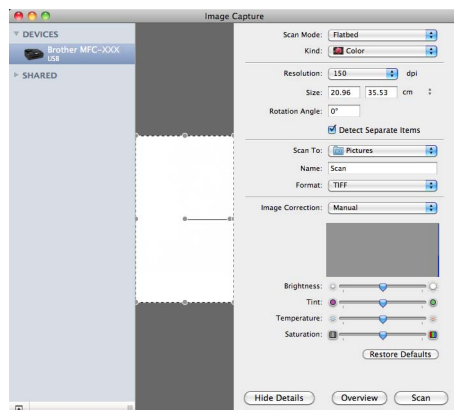 Image Capture
DEVICES
Brother MFC-XXX
USB
SHARED
Scan Mode: Flatbed
Kind: Color
Resolution: 150 dpi
Size: 20.96 35.53 cm
Rotation Angle: 0°
Detect Separate Items
Scan To: Pictures
Name: Scan
Format: TIFF
Image Correction: Manual
Brightness:
Tint:
Temperature:
Saturation:
Restore Defaults
Hide Details Overview Scan